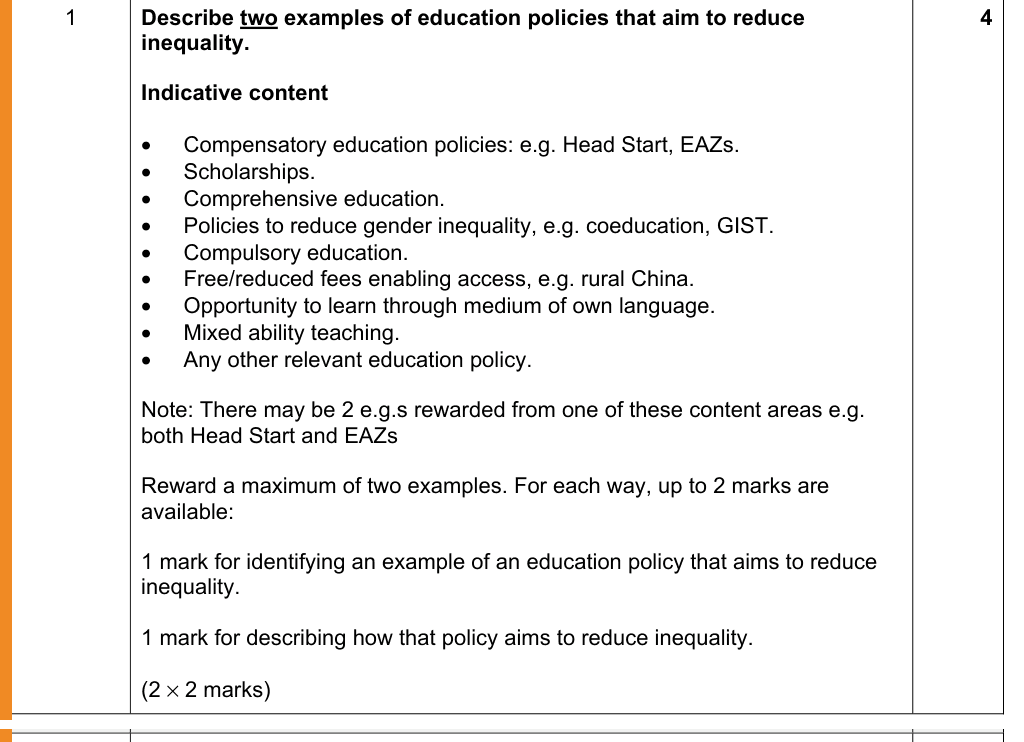 1 Describe two examples of education policies that aim to reduce 4
inequality.
Indicative content
• Compensatory education policies: e.g. Head Start, EAZs.
• Scholarships.
• Comprehensive education.
• Policies to reduce gender inequality, e.g. coeducation, GIST.
• Compulsory education.
• Free/reduced fees enabling access, e.g. rural China.
• Opportunity to learn through medium of own language.
• Mixed ability teaching.
• Any other relevant education policy.
Note: There may be 2 e.g.s rewarded from one of these content areas e.g.
both Head Start and EAZs
Reward a maximum of two examples. For each way, up to 2 marks are
available:
1 mark for identifying an example of an education policy that aims to reduce
inequality.
1 mark for describing how that policy aims to reduce inequality.
(2 × 2 marks)